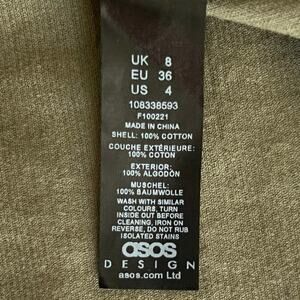 UK 8
EU 36
US 4
108338593
F100221
MADE IN CHINA
SHELL: 100% COTTON
COUCHE EXTÉRIEURE:
100% COTON
EXTERIOR:
100% ALGODÓN
MUSCHEL:
100% BAUMWOLLE
WASH WITH SIMILAR
COLOURS, TURN
INSIDE OUT BEFORE
CLEANING, IRON ON
REVERSE, DO NOT RUB
ISOLATED STAINS
asos
DESIGN
asos.com Ltd